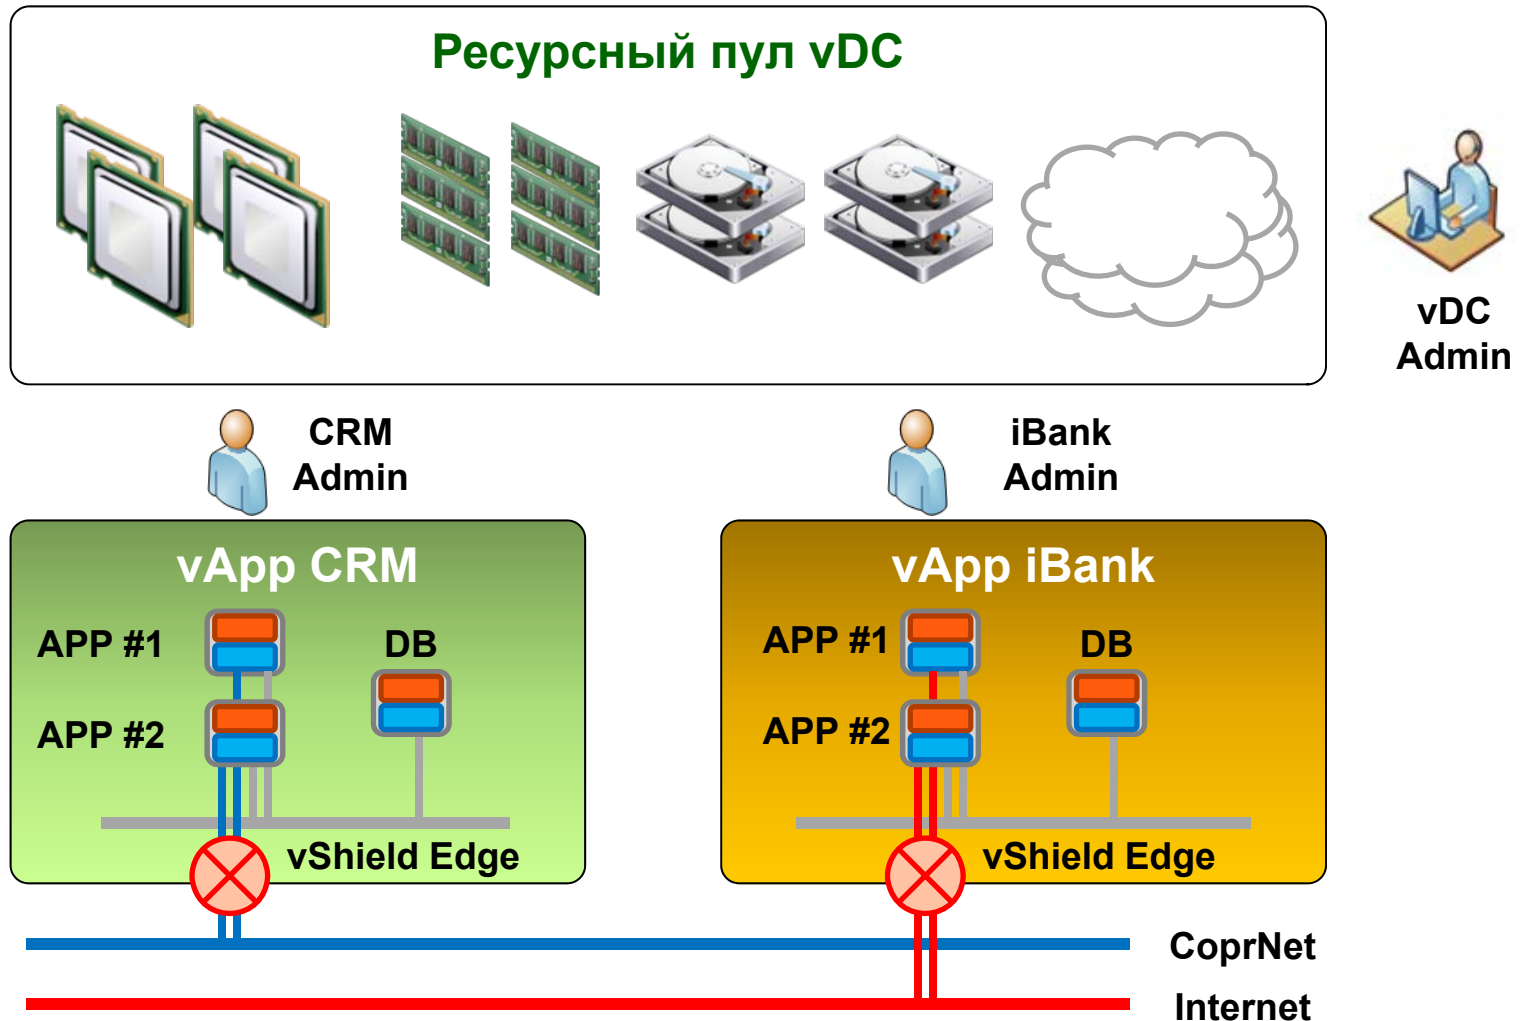 Ресурсный пул vDC
vDC
Admin
CRM
Admin
iBank
Admin
vApp CRM
APP #1
DB
APP #2
vShield Edge
vApp iBank
APP #1
DB
APP #2
vShield Edge
CoprNet
Internet